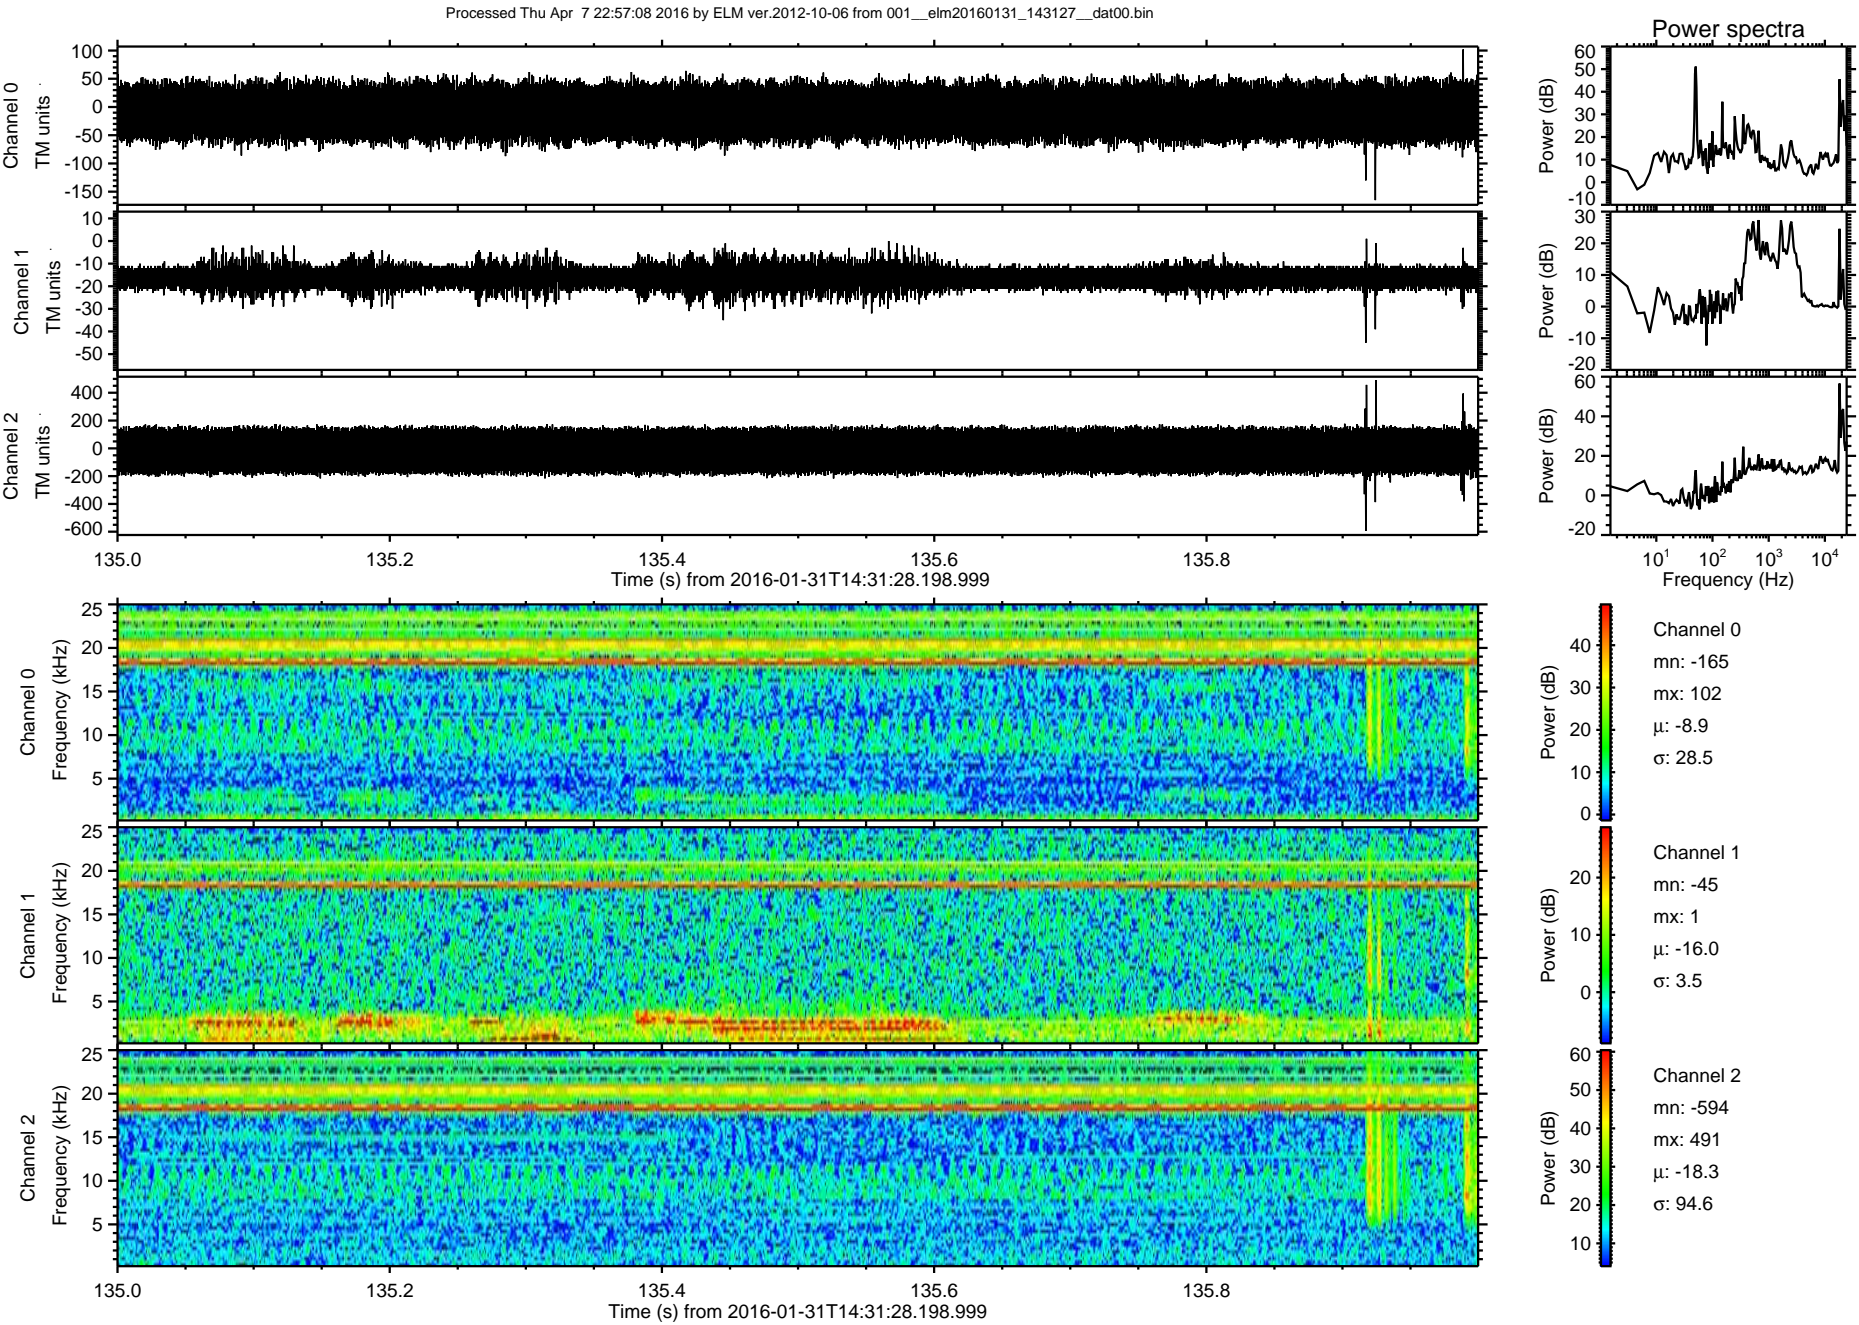 Processed Thu Apr  7 22:57:08 2016 by ELM ver.2012-10-06 from 001__elm20160131_143127__dat00.bin
Power spectra
Channel 0
TM units
100
50
0
-50
-100
-150
Power (dB)
60
50
40
30
20
10
0
-10
Channel 1
TM units
10
0
-10
-20
-30
-40
-50
Power (dB)
30
20
10
0
-10
-20
Channel 2
TM units
400
200
0
-200
-400
-600
Power (dB)
60
40
20
0
-20
135.0 135.2 135.4 135.6 135.8
Time (s) from 2016-01-31T14:31:28.198.999
10¹ 10² 10³ 10⁴
Frequency (Hz)
Channel 0
Frequency (kHz)
25
20
15
10
5
Power (dB)
40
30
20
10
0
Channel 0
mn: -165
mx: 102
µ: -8.9
σ: 28.5
Channel 1
Frequency (kHz)
25
20
15
10
5
Power (dB)
20
10
0
Channel 1
mn: -45
mx: 1
µ: -16.0
σ: 3.5
Channel 2
Frequency (kHz)
25
20
15
10
5
Power (dB)
60
50
40
30
20
10
Channel 2
mn: -594
mx: 491
µ: -18.3
σ: 94.6
135.0 135.2 135.4 135.6 135.8
Time (s) from 2016-01-31T14:31:28.198.999